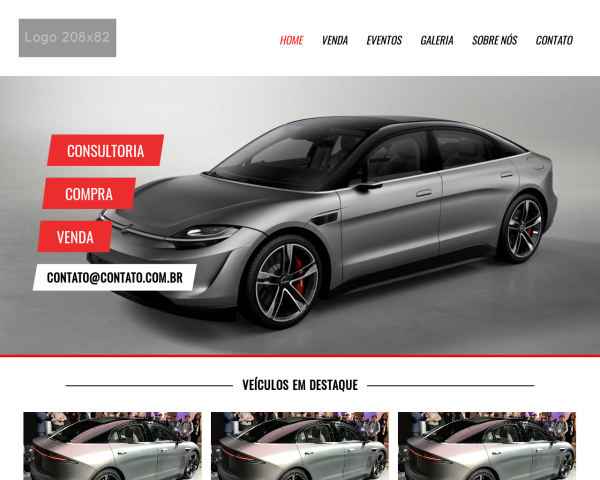 Logo 208x82
HOME VENDA EVENTOS GALERIA SOBRE NÓS CONTATO
CONSULTORIA
COMPRA
VENDA
CONTATO@CONTATO.COM.BR
VEÍCULOS EM DESTAQUE